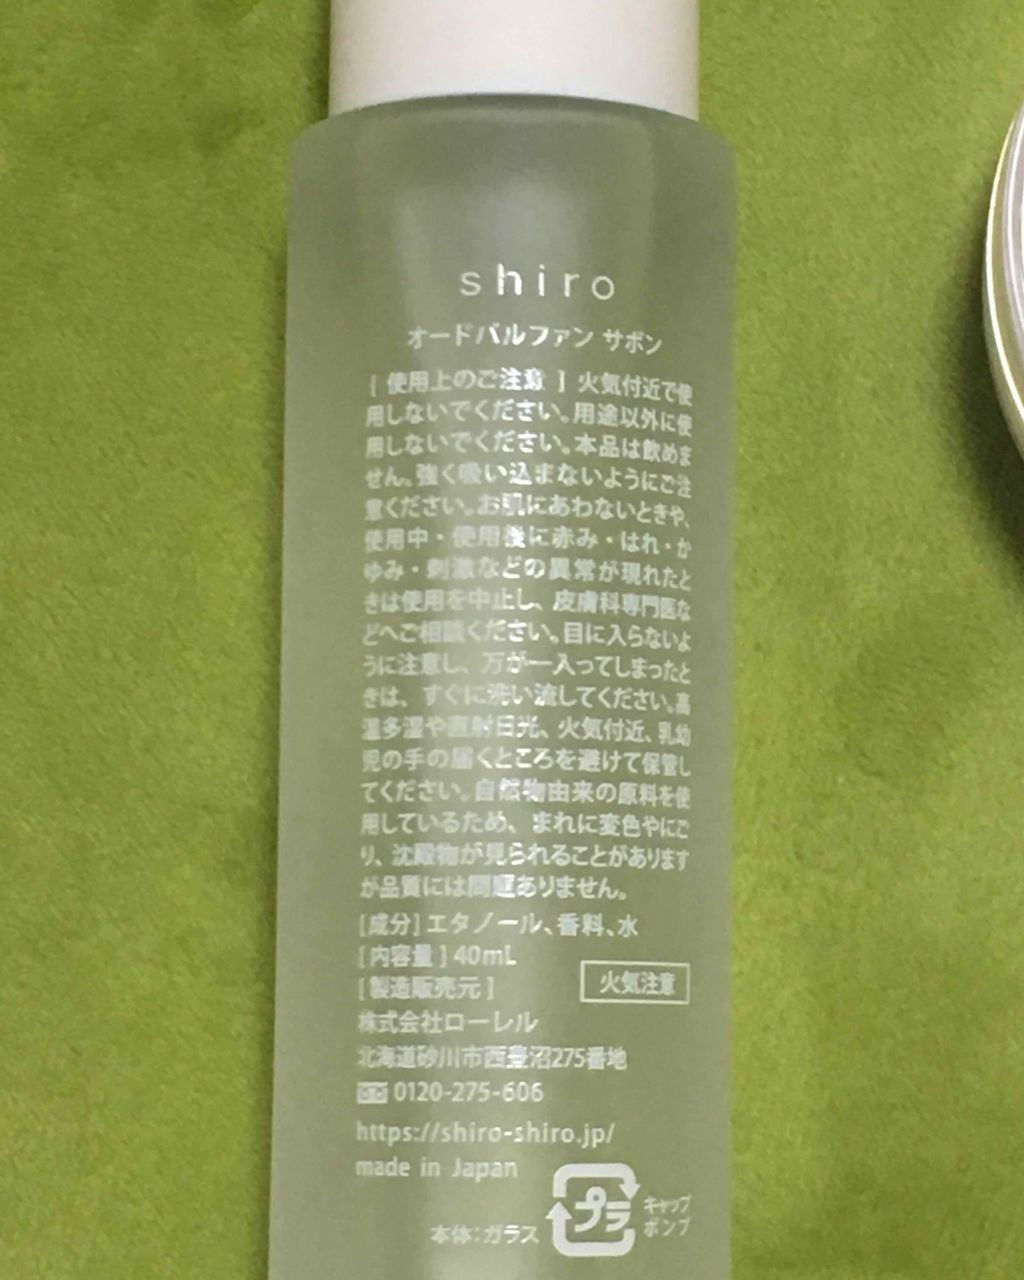 shiro
オードパルファン サボン
[ 使用上のご注意 ] 火気付近で使
用しないでください。用途以外に使
用しないでください。本品は飲めま
せん。強く吸い込まないようにご注
意ください。お肌にあわないときや、
使用中・使用後に赤み・はれ・か
ゆみ・刺激などの異常が現れたと
きは使用を中止し、皮膚科専門医な
どへご相談ください。目に入らないよ
うに注意し、万が一入ってしまったと
きは、すぐに洗い流してください。高
温多湿や直射日光、火気付近、乳幼
児の手の届くところを避けて保管し
てください。自然物由来の原料を使
用しているため、まれに変色やにご
り、沈殿物が見られることがあります
が品質には問題ありません。
[成分] エタノール、香料、水
[内容量] 40mL
[製造販売元]
火気注意
株式会社ローレル
北海道砂川市西豊沼275番地
0120-275-606
https://shiro-shiro.jp/
made in Japan
プラ
キャップ
ポンプ
本体：ガラス